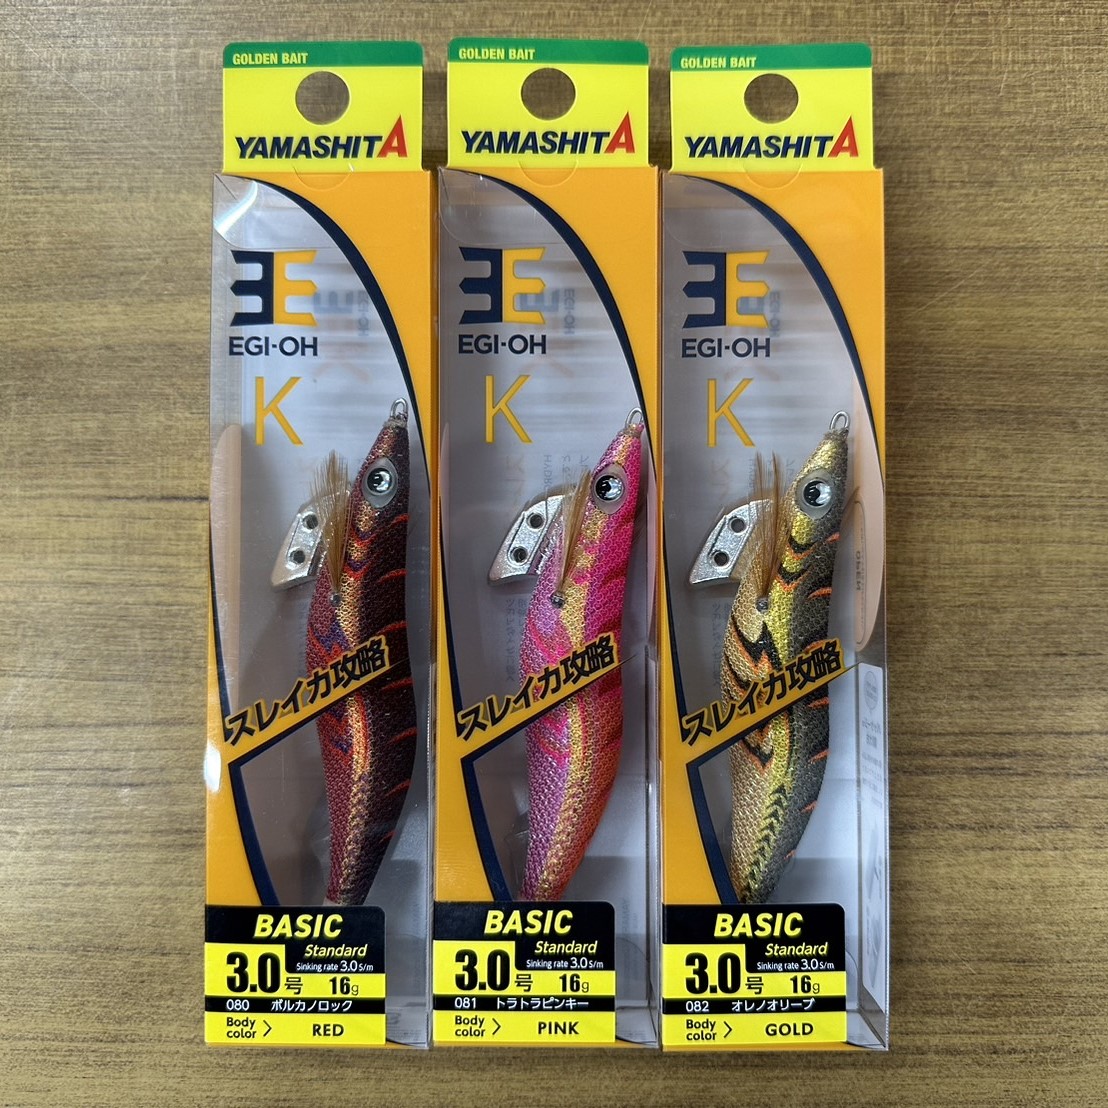 GOLDEN BAIT
YAMASHITA
EGI-OH
K
スレイカ攻略
BASIC
Standard
Sinking rate 3.0 s/m
3.0号 16g
080 ボルカノロック
Body color > RED
GOLDEN BAIT
YAMASHITA
EGI-OH
K
スレイカ攻略
BASIC
Standard
Sinking rate 3.0 s/m
3.0号 16g
081 トラトラピンキー
Body color > PINK
GOLDEN BAIT
YAMASHITA
EGI-OH
K
スレイカ攻略
BASIC
Standard
Sinking rate 3.0 s/m
3.0号 16g
082 オレノオリーブ
Body color > GOLD